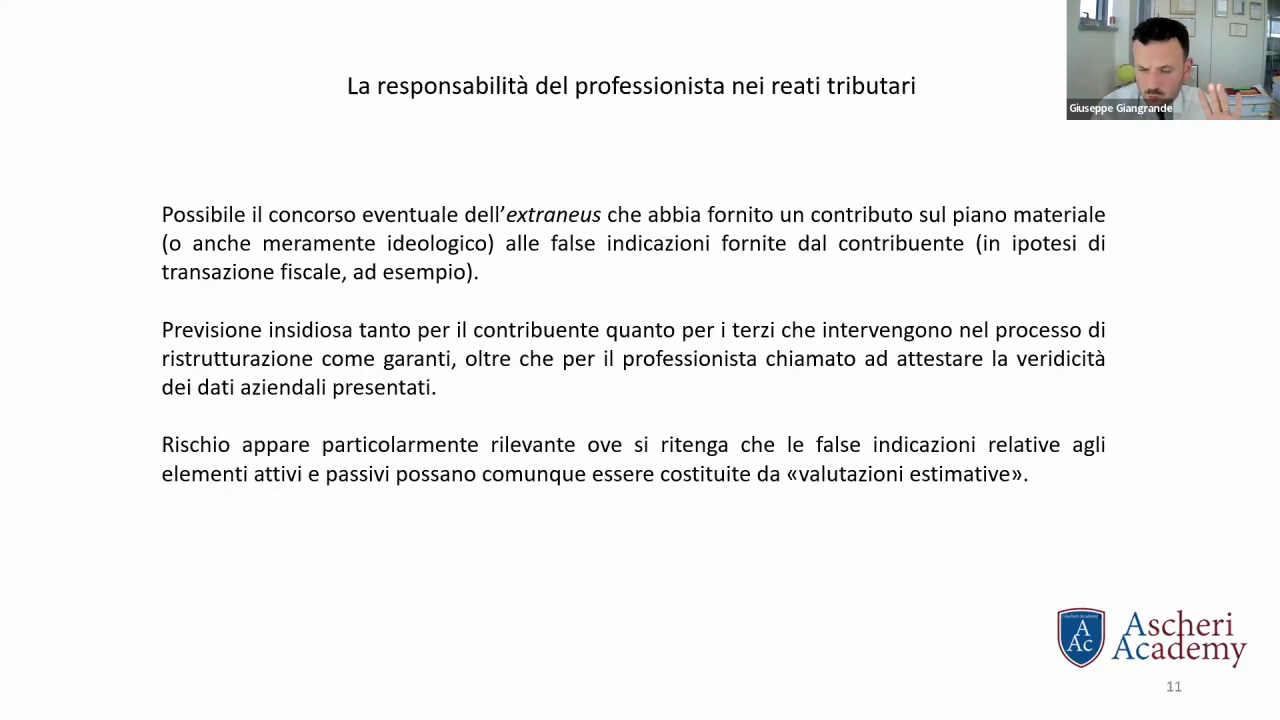 La responsabilità del professionista nei reati tributari
Giuseppe Giangrande
Possibile il concorso eventuale dell'extraneus che abbia fornito un contributo sul piano materiale
(o anche meramente ideologico) alle false indicazioni fornite dal contribuente (in ipotesi di
transazione fiscale, ad esempio).
Previsione insidiosa tanto per il contribuente quanto per i terzi che intervengono nel processo di
ristrutturazione come garanti, oltre che per il professionista chiamato ad attestare la veridicità
dei dati aziendali presentati.
Rischio appare particolarmente rilevante ove si ritenga che le false indicazioni relative agli
elementi attivi e passivi possano comunque essere costituite da «valutazioni estimative».
Ascheri Academy
A
Ac
Ascheri
Academy
11